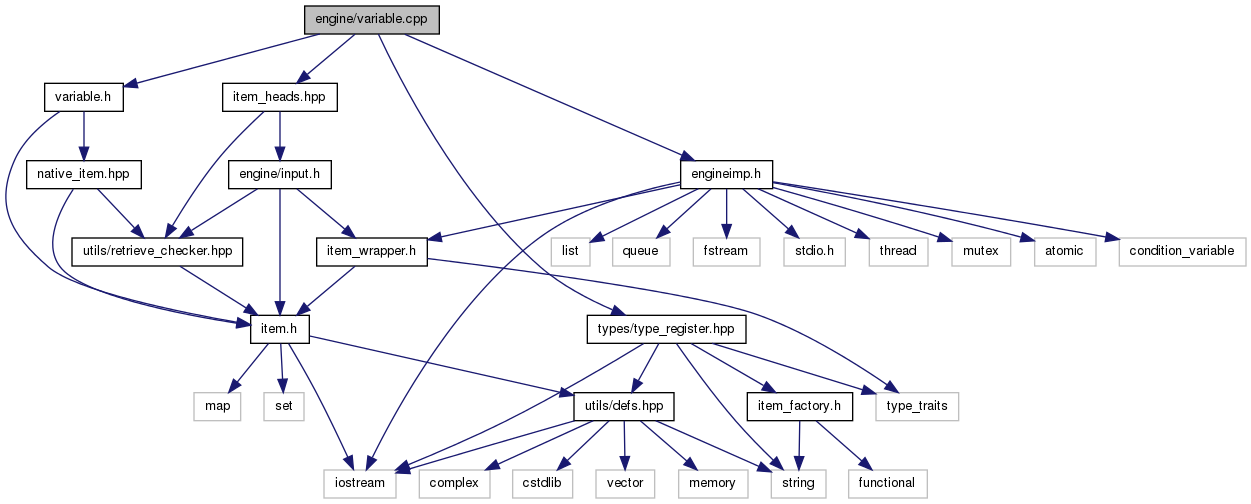 engine/variable.cpp
variable.h
item_heads.hpp
native_item.hpp
engine/input.h
engineimp.h
utils/retrieve_checker.hpp
item_wrapper.h
list
queue
fstream
stdio.h
thread
mutex
atomic
condition_variable
item.h
types/type_register.hpp
map
set
utils/defs.hpp
item_factory.h
type_traits
iostream
complex
cstdlib
vector
memory
string
functional